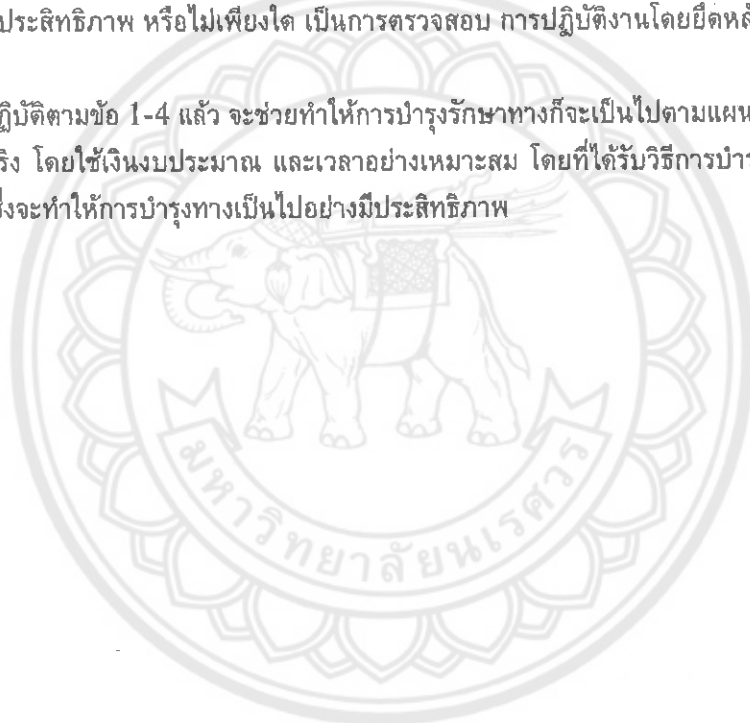 ประสิทธิภาพ หรือไม่เพียงใด เป็นการตรวจสอบ การปฏิบัติงานโดยยึดหลั
ฏิบัติตามข้อ 1-4 แล้ว จะช่วยทำให้การบำรุงรักษาทางก็จะเป็นไปตามแผน
ริง โดยใช้เงินงบประมาณ และเวลาอย่างเหมาะสม โดยที่ได้รับวิธีการบำร
ซึ่งจะทำให้การบำรุงทางเป็นไปอย่างมีประสิทธิภาพ
มหาวิทยาลัยนเรศวร